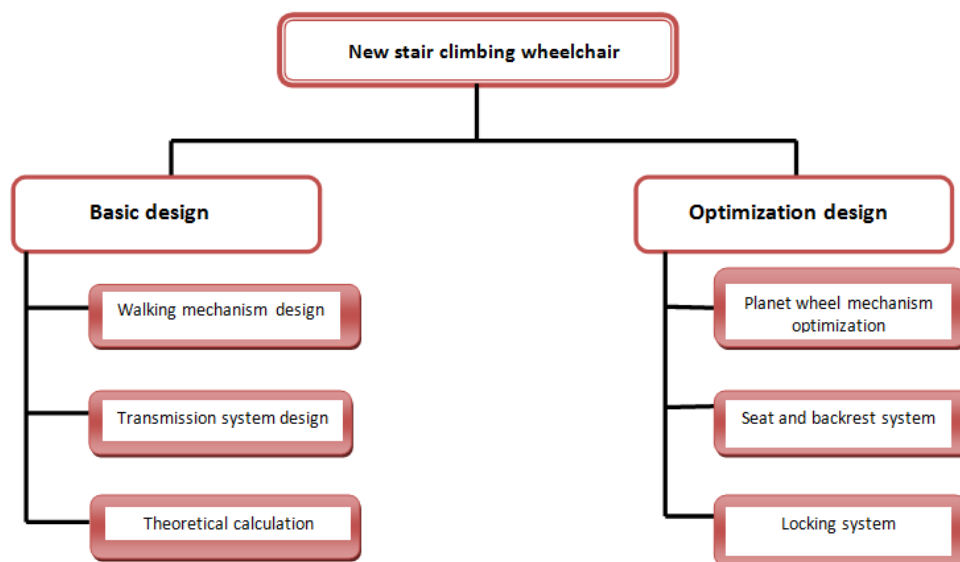 New stair climbing wheelchair
Basic design
Optimization design
Walking mechanism design
Planet wheel mechanism
optimization
Transmission system design
Seat and backrest system
Theoretical calculation
Locking system